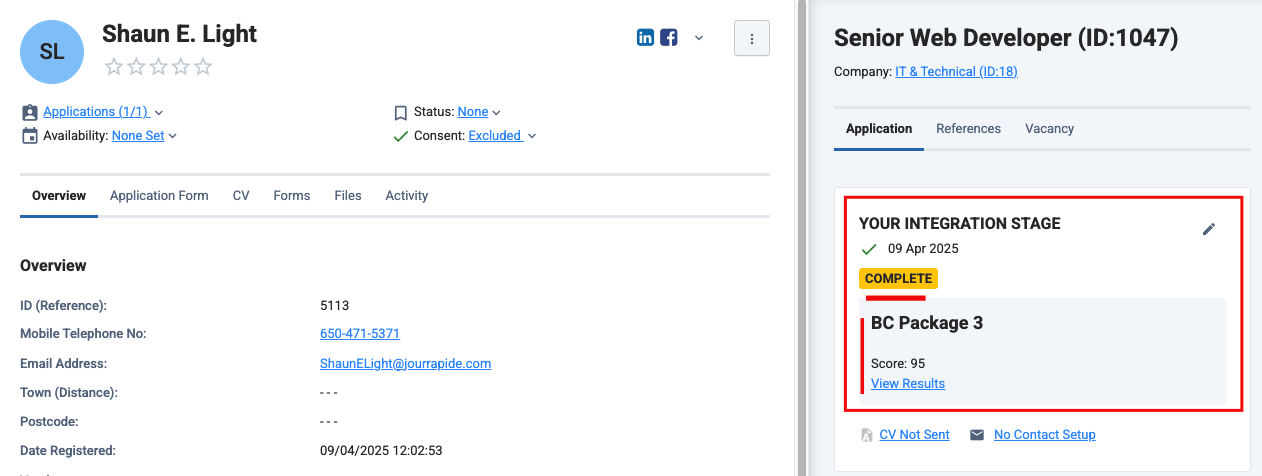 SL
Shaun E. Light
Applications (1/1)
Status: None
Availability: None Set
Consent: Excluded
Overview Application Form CV Forms Files Activity
Overview
ID (Reference): 5113
Mobile Telephone No: 650-471-5371
Email Address: ShaunELight@jourrapide.com
Town (Distance): ---
Postcode: ---
Date Registered: 09/04/2025 12:02:53
Senior Web Developer (ID:1047)
Company: IT & Technical (ID:18)
Application References Vacancy
YOUR INTEGRATION STAGE
09 Apr 2025
COMPLETE
BC Package 3
Score: 95
View Results
CV Not Sent No Contact Setup